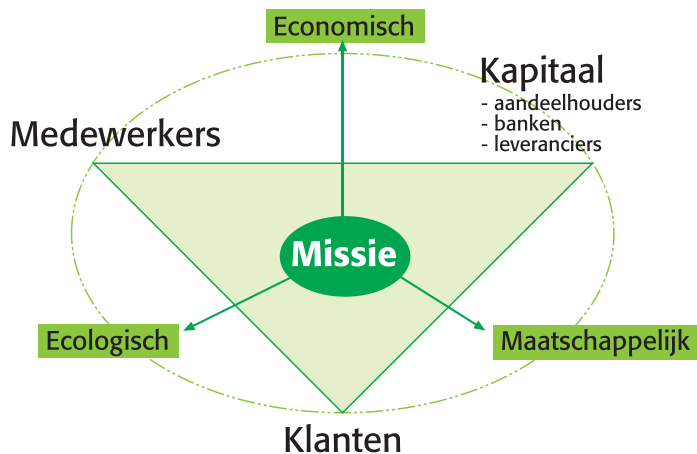 Economisch
Kapitaal
- aandeelhouders
- banken
- leveranciers
Medewerkers
Missie
Ecologisch
Maatschappelijk
Klanten